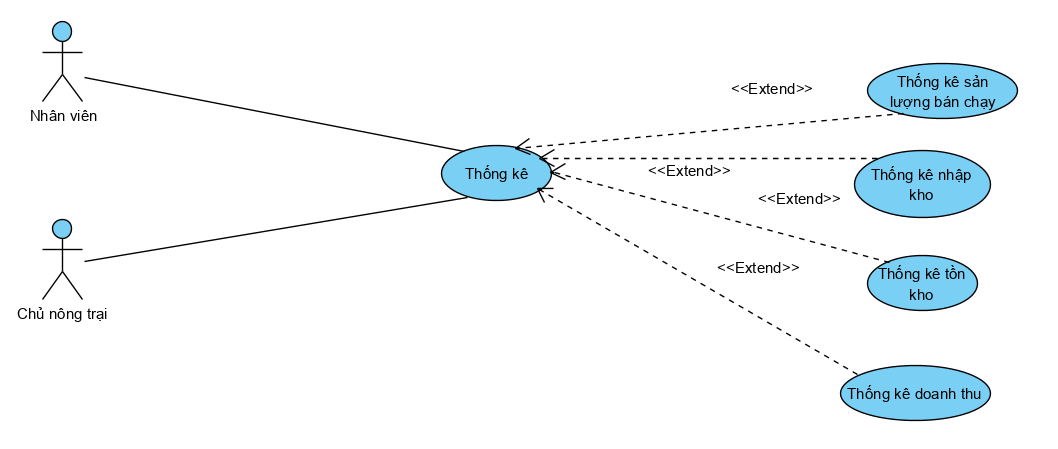 Nhân viên
Chủ nông trại
Thống kê
<<Extend>>
<<Extend>>
<<Extend>>
<<Extend>>
Thống kê sản
lượng bán chạy
Thống kê nhập
kho
Thống kê tồn
kho
Thống kê doanh thu